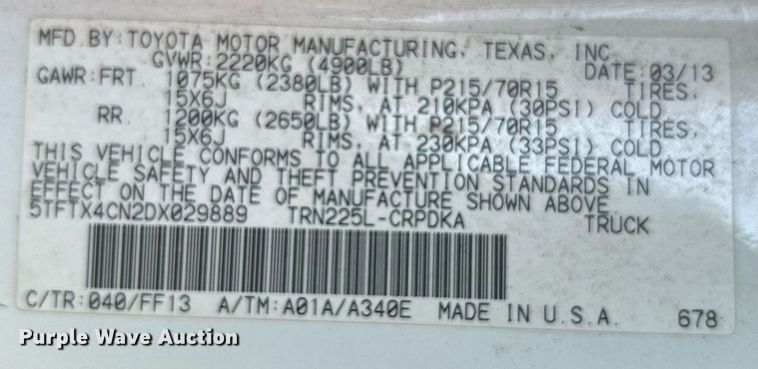 MFD. BY: TOYOTA MOTOR MANUFACTURING, TEXAS, INC.
GVWR: 2220KG (4900LB) DATE: 03/13
GAWR: FRT. 1075KG (2380LB) WITH P215/70R15 TIRES,
15X6J RIMS, AT 210KPA (30PSI) COLD
RR. 1200KG (2650LB) WITH P215/70R15 TIRES,
15X6J RIMS, AT 230KPA (33PSI) COLD
THIS VEHICLE CONFORMS TO ALL APPLICABLE FEDERAL MOTOR
VEHICLE SAFETY AND THEFT PREVENTION STANDARDS IN
EFFECT ON THE DATE OF MANUFACTURE SHOWN ABOVE
5TFTX4CN2DX029889 TRN225L-CRPDKA TRUCK
C/TR: 040/FF13 A/TM: A01A/A340E MADE IN U.S.A. 678
Purple Wave Auction